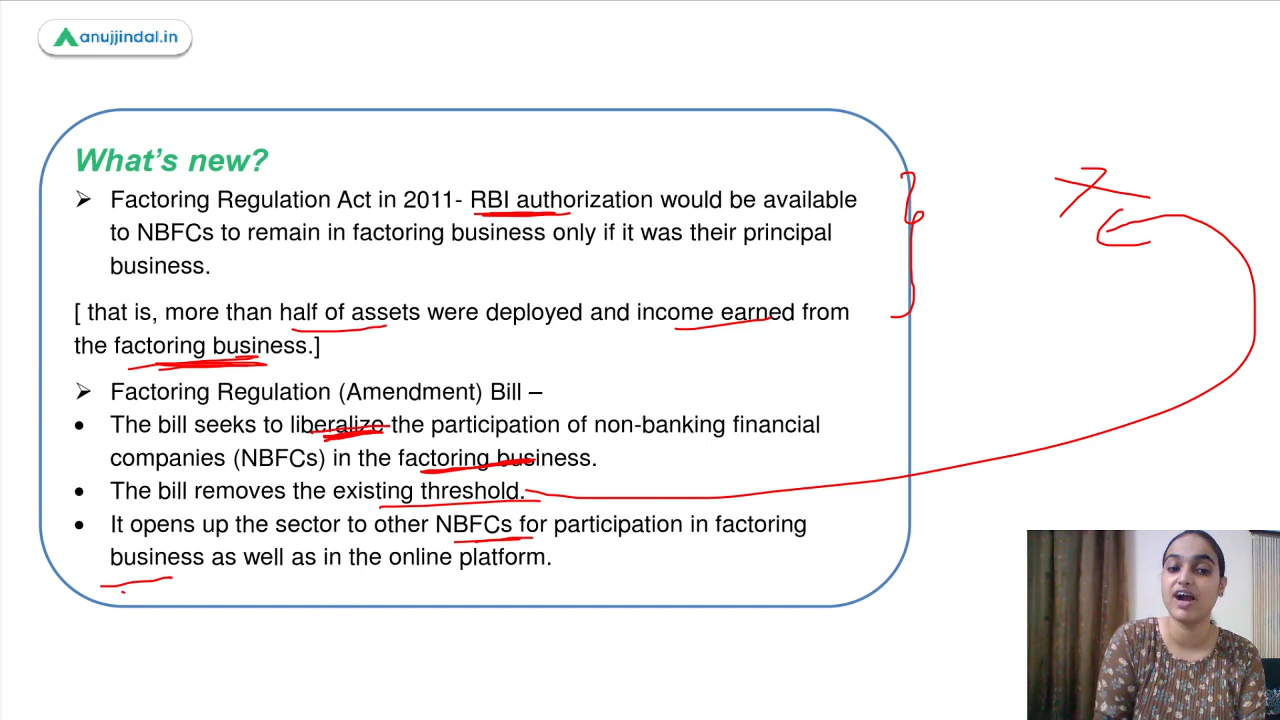 anujjindal.in
What's new?
➢ Factoring Regulation Act in 2011- RBI authorization would be available
to NBFCs to remain in factoring business only if it was their principal
business.
[ that is, more than half of assets were deployed and income earned from
the factoring business.]
➢ Factoring Regulation (Amendment) Bill –
• The bill seeks to liberalize the participation of non-banking financial
companies (NBFCs) in the factoring business.
• The bill removes the existing threshold.
• It opens up the sector to other NBFCs for participation in factoring
business as well as in the online platform.